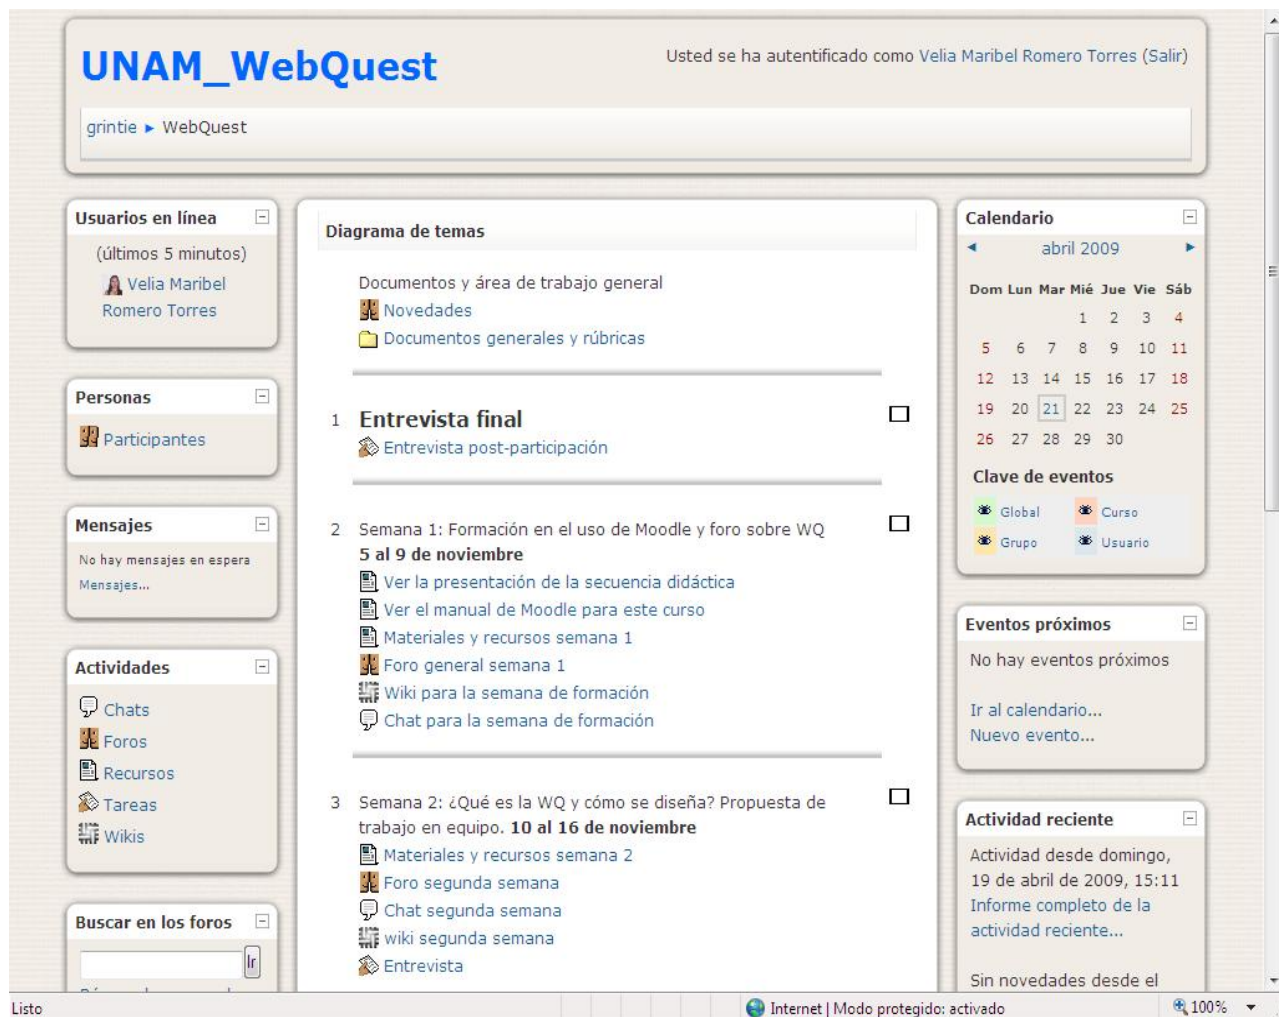 UNAM_WebQuest
Usted se ha autentificado como Velia Maribel Romero Torres (Salir)
grintie ► WebQuest
Usuarios en línea
(últimos 5 minutos)
Velia Maribel
Romero Torres
Personas
Participantes
Mensajes
No hay mensajes en espera
Mensajes...
Actividades
Chats
Foros
Recursos
Tareas
Wikis
Buscar en los foros
Ir
Diagrama de temas
Documentos y área de trabajo general
Novedades
Documentos generales y rúbricas
1 Entrevista final
Entrevista post-participación
2 Semana 1: Formación en el uso de Moodle y foro sobre WQ
5 al 9 de noviembre
Ver la presentación de la secuencia didáctica
Ver el manual de Moodle para este curso
Materiales y recursos semana 1
Foro general semana 1
Wiki para la semana de formación
Chat para la semana de formación
3 Semana 2: ¿Qué es la WQ y cómo se diseña? Propuesta de
trabajo en equipo. 10 al 16 de noviembre
Materiales y recursos semana 2
Foro segunda semana
Chat segunda semana
wiki segunda semana
Entrevista
Calendario
◄ abril 2009 ►
Dom Lun Mar Mié Jue Vie Sáb
1 2 3 4
5 6 7 8 9 10 11
12 13 14 15 16 17 18
19 20 21 22 23 24 25
26 27 28 29 30
Clave de eventos
Global Curso
Grupo Usuario
Eventos próximos
No hay eventos próximos
Ir al calendario...
Nuevo evento...
Actividad reciente
Actividad desde domingo,
19 de abril de 2009, 15:11
Informe completo de la
actividad reciente...
Sin novedades desde el
Listo
Internet | Modo protegido: activado
100%